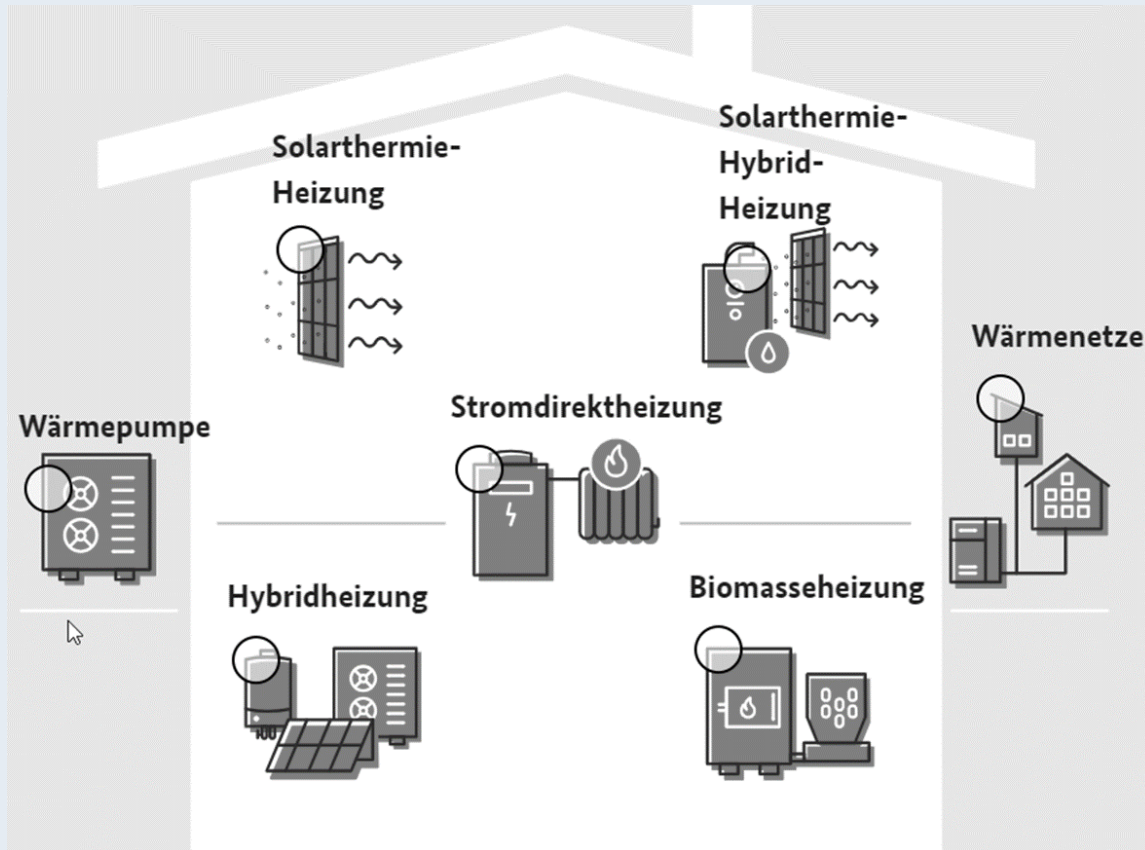 Solarthermie-
Heizung
Solarthermie-
Hybrid-
Heizung
Wärmenetze
Stromdirektheizung
Wärmepumpe
Hybridheizung
Biomasseheizung